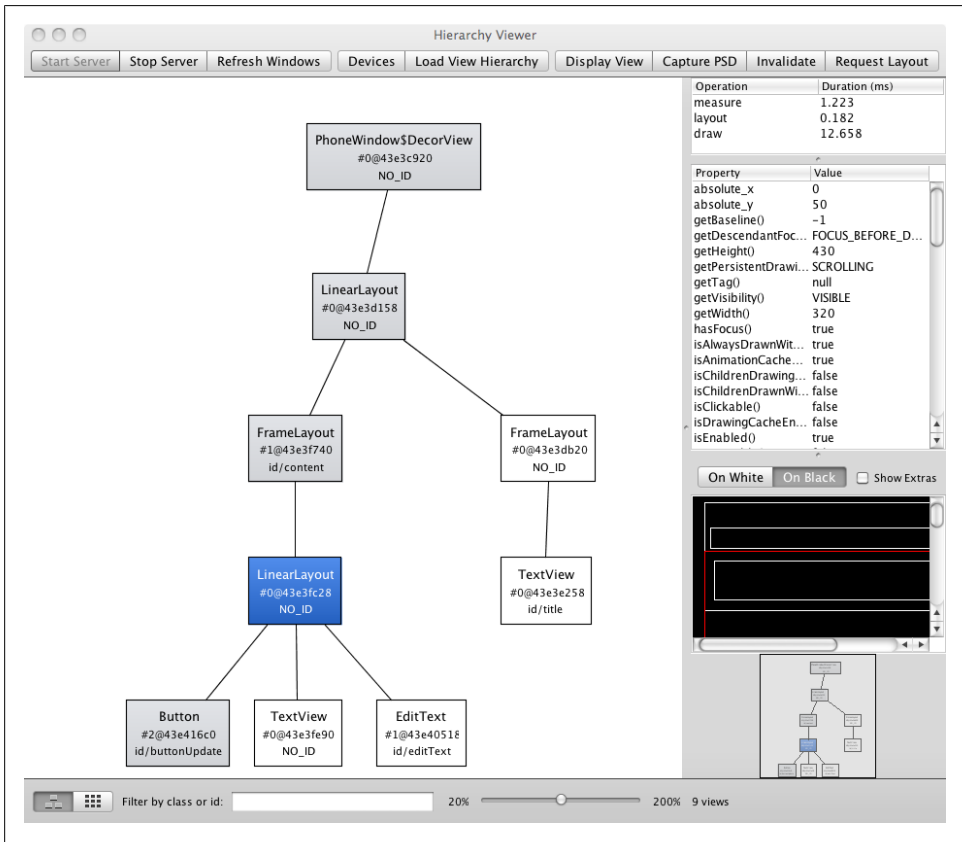 Hierarchy Viewer
Start Server Stop Server Refresh Windows Devices Load View Hierarchy Display View Capture PSD Invalidate Request Layout
PhoneWindow$DecorView
#0@43e3c920
NO_ID
LinearLayout
#0@43e3d158
NO_ID
FrameLayout
#1@43e3f740
id/content
FrameLayout
#0@43e3db20
NO_ID
LinearLayout
#0@43e3fc28
NO_ID
TextView
#0@43e3e258
id/title
Button
#2@43e416c0
id/buttonUpdate
TextView
#0@43e3fe90
NO_ID
EditText
#1@43e40518
id/editText
Operation Duration (ms)
measure 1.223
layout 0.182
draw 12.658
Property Value
absolute_x 0
absolute_y 50
getBaseline() -1
getDescendantFoc... FOCUS_BEFORE_D...
getHeight() 430
getPersistentDrawi... SCROLLING
getTag() null
getVisibility() VISIBLE
getWidth() 320
hasFocus() true
isAlwaysDrawnWit... true
isAnimationCache... true
isChildrenDrawing... false
isChildrenDrawnWi... false
isClickable() false
isDrawingCacheEn... false
isEnabled() true
On White On Black Show Extras
Filter by class or id: 20% 200% 9 views